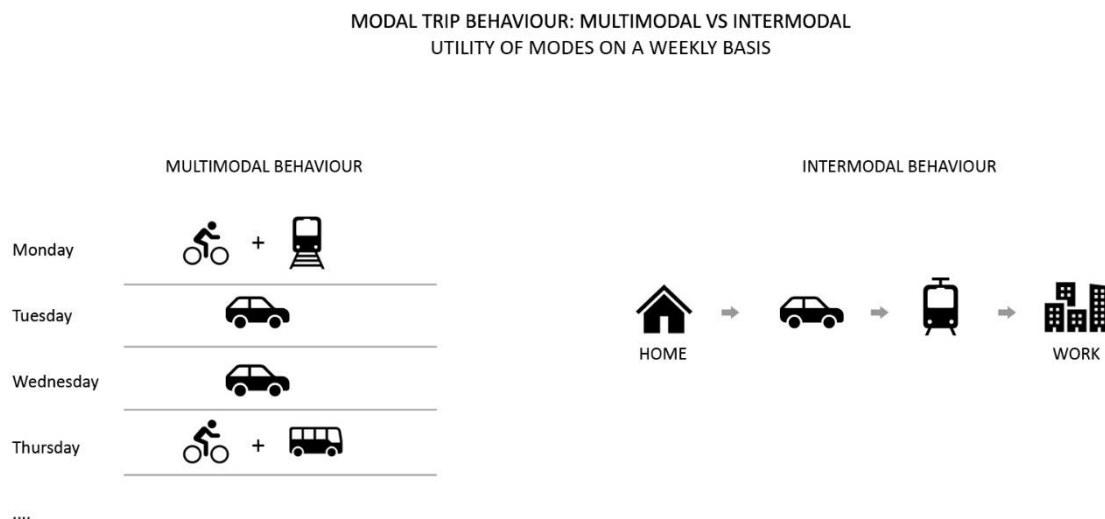 MODAL TRIP BEHAVIOUR: MULTIMODAL VS INTERMODAL
UTILITY OF MODES ON A WEEKLY BASIS
MULTIMODAL BEHAVIOUR
Monday
+
Tuesday
Wednesday
Thursday
+
....
INTERMODAL BEHAVIOUR
HOME
WORK